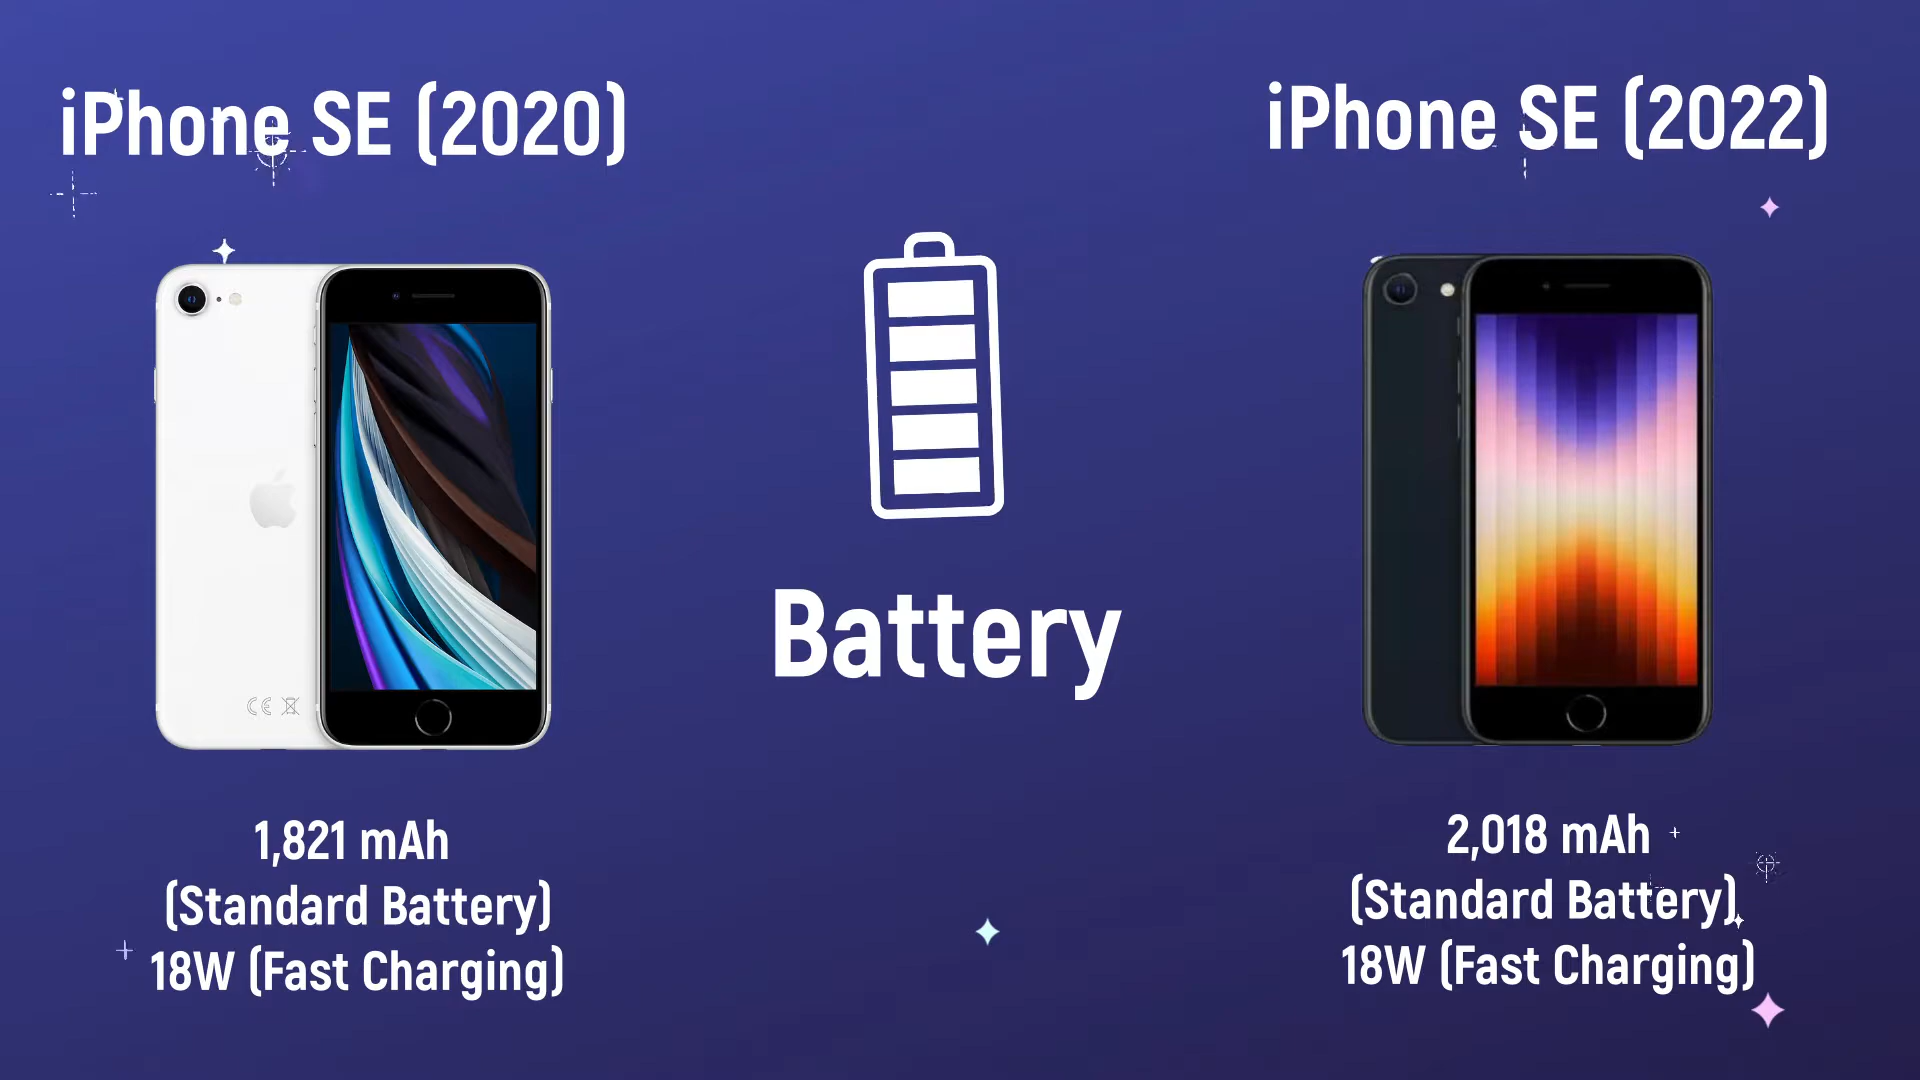 iPhone SE (2020)
iPhone SE (2022)
Battery
1,821 mAh
(Standard Battery)
18W (Fast Charging)
2,018 mAh
(Standard Battery)
18W (Fast Charging)